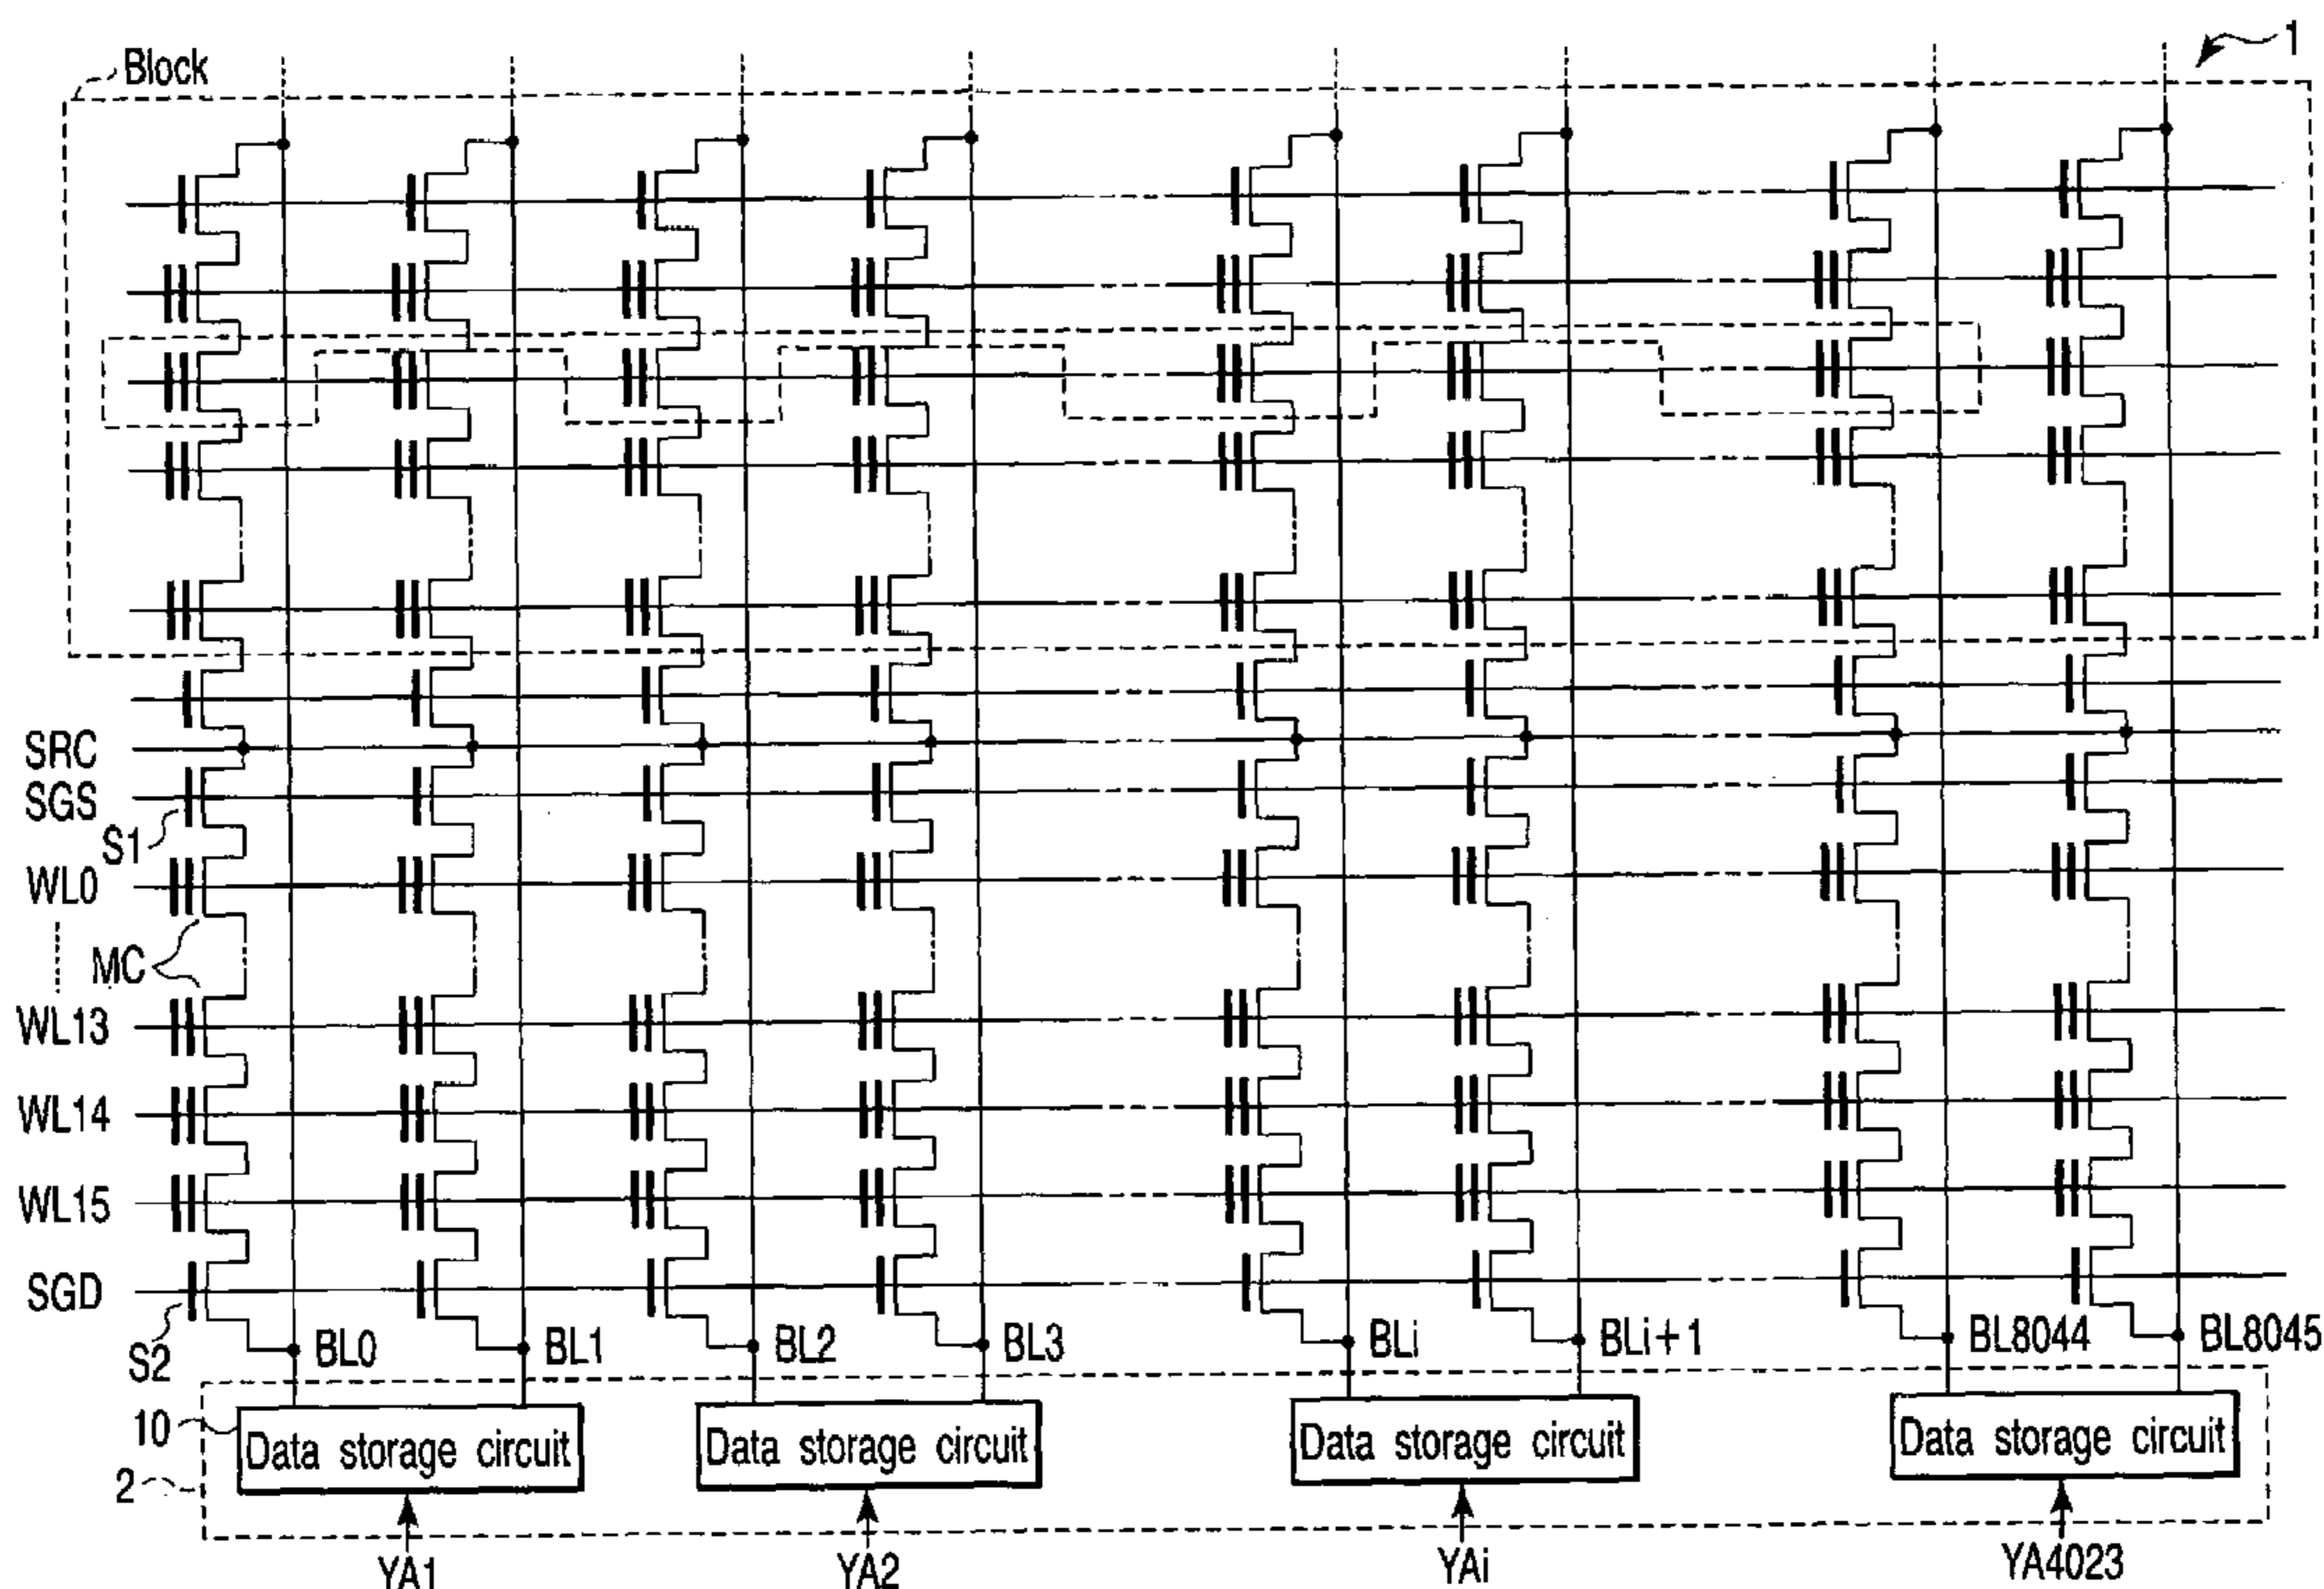 1
Block
SRC
SGS
S1
WL0
MC
WL13
WL14
WL15
SGD
S2
BL0
BL1
BL2
BL3
BLi
BLi+1
BL8044
BL8045
10
Data storage circuit
Data storage circuit
Data storage circuit
Data storage circuit
2
YA1
YA2
YAi
YA4023